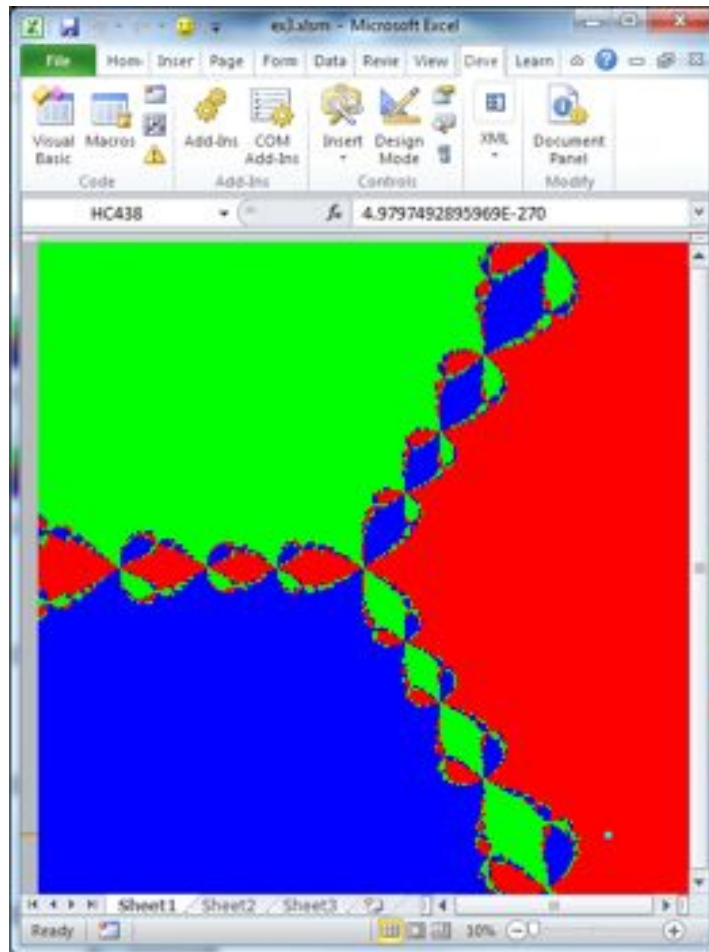 ex3.xlsm - Microsoft Excel
File Hom Inser Page Form Data Revie View Deve Learn
Visual Basic Macros Add-Ins COM Add-Ins Insert Design Mode XML Document Panel
Code Add-Ins Controls Modify
HC438 fx 4.9797492895969E-270
Sheet1 Sheet2 Sheet3
Ready 10%